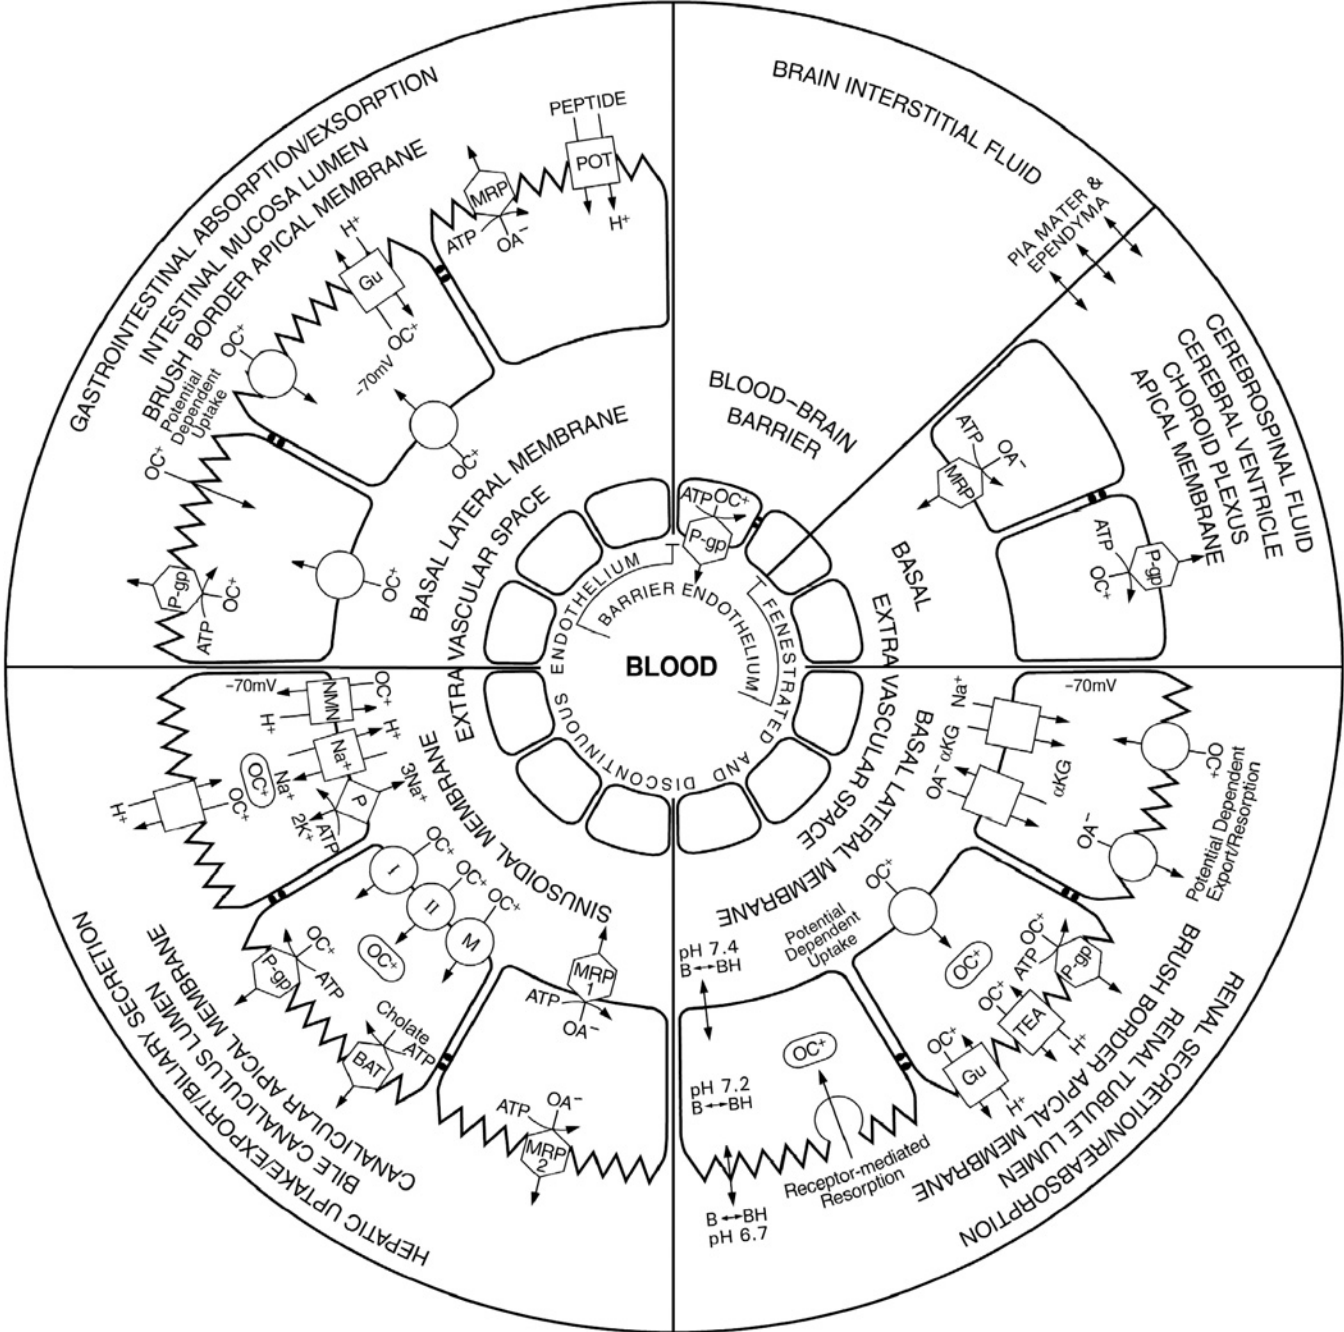 GASTROINTESTINAL ABSORPTION/EXSORPTION
INTESTINAL MUCOSA LUMEN
BRUSH BORDER APICAL MEMBRANE
PEPTIDE
POT
H+
MRP
ATP
OA−
H+
Gu
OC+
−70mV
OC+
Potential
Dependent
Uptake
OC+
OC+
OC+
P-gp
OC+
ATP
BASAL LATERAL MEMBRANE
EXTRA VASCULAR SPACE
BRAIN INTERSTITIAL FLUID
PIA MATER &
EPENDYMA
BLOOD–BRAIN
BARRIER
ATP
OC+
P-gp
CEREBROSPINAL FLUID
CEREBRAL VENTRICLE
CHOROID PLEXUS
APICAL MEMBRANE
ATP
OA−
MRP
ATP
OC+
P-gp
BASAL
EXTRA VASCULAR SPACE
BARRIER ENDOTHELIUM
FENESTRATED AND DISCONTINUOUS ENDOTHELIUM
BLOOD
−70mV
NMN
OC+
H+
H+
Na+
Na+
OC+
3Na+
P
2K+
ATP
H+
OC+
SINUSOIDAL MEMBRANE
I
OC+
II
OC+
M
OC+
OC+
P-gp
OC+
ATP
Cholate
ATP
BAT
MRP
1
ATP
OA−
ATP
OA−
MRP
2
CANALICULAR APICAL MEMBRANE
BILE CANALICULUS LUMEN
HEPATIC UPTAKE/EXPORT/BILIARY SECRETION
BASAL LATERAL MEMBRANE
−70mV
Na+
αKG
OA−
αKG
OC+
OA−
Potential Dependent
Export/Resorption
OC+
Potential
Dependent
Uptake
OC+
OC+
ATP
P-gp
OC+
TEA
H+
OC+
Gu
H+
pH 7.4
B↔BH
pH 7.2
B↔BH
B↔BH
pH 6.7
OC+
Receptor-mediated
Resorption
BRUSH BORDER APICAL MEMBRANE
RENAL TUBULE LUMEN
RENAL SECRETION/REABSORPTION